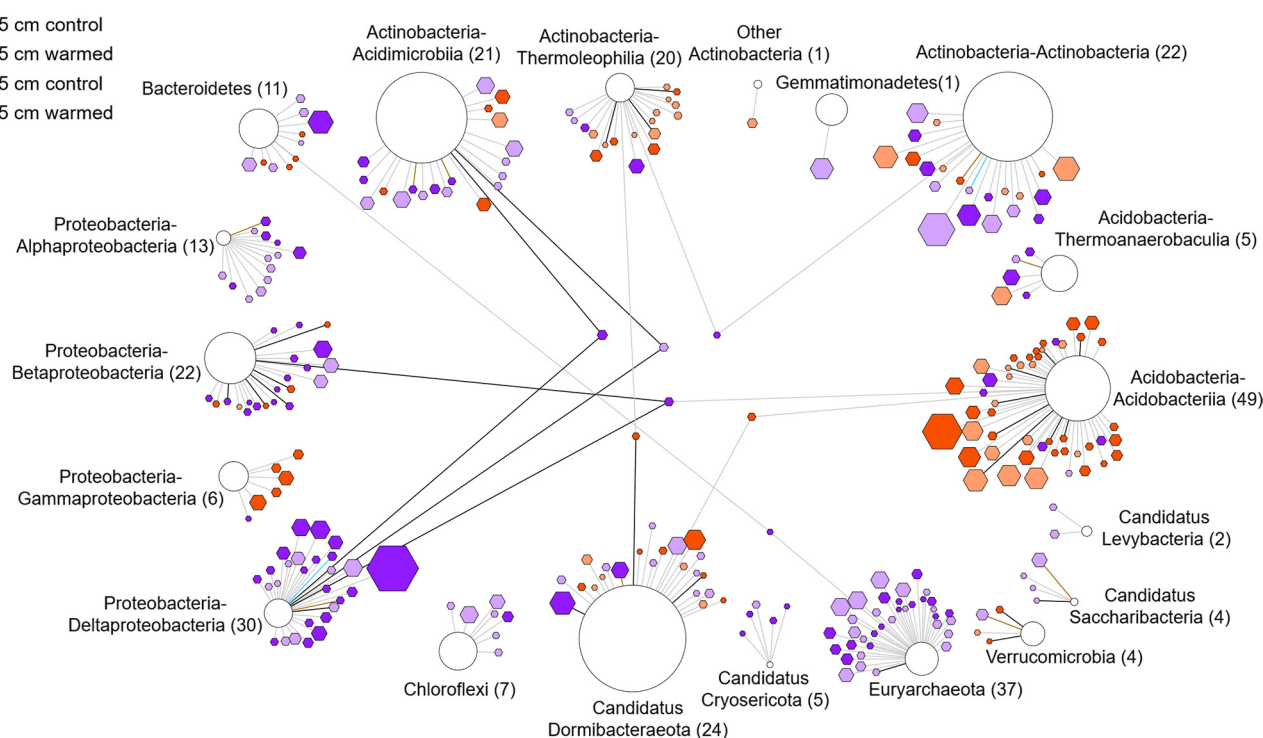 5 cm control
5 cm warmed
5 cm control
5 cm warmed
Bacteroidetes (11)
Actinobacteria-
Acidimicrobiia (21)
Actinobacteria-
Thermoleophilia (20)
Other
Actinobacteria (1)
Gemmatimonadetes(1)
Actinobacteria-Actinobacteria (22)
Proteobacteria-
Alphaproteobacteria (13)
Acidobacteria-
Thermoanaerobaculia (5)
Proteobacteria-
Betaproteobacteria (22)
Acidobacteria-
Acidobacteriia (49)
Proteobacteria-
Gammaproteobacteria (6)
Candidatus
Levybacteria (2)
Proteobacteria-
Deltaproteobacteria (30)
Candidatus
Saccharibacteria (4)
Verrucomicrobia (4)
Chloroflexi (7)
Candidatus
Dormibacteraeota (24)
Candidatus
Cryosericota (5)
Euryarchaeota (37)